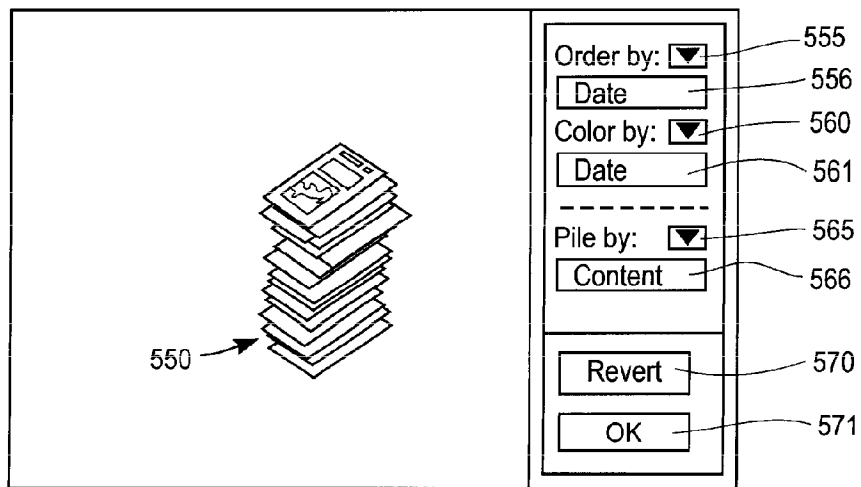 Order by:
555
Date
556
Color by:
560
Date
561
Pile by:
565
Content
566
550
Revert
570
OK
571